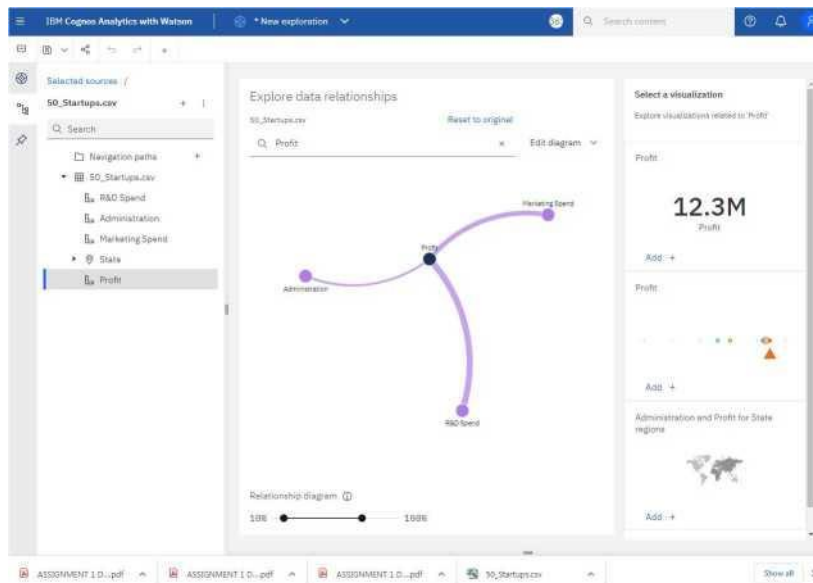 IBM Cognos Analytics with Watson
* New exploration
Search content
Selected sources /
50_Startups.csv
Search
Navigation paths
50_Startups.csv
R&D Spend
Administration
Marketing Spend
State
Profit
Explore data relationships
50_Startups.csv
Reset to original
Profit
Edit diagram
Marketing Spend
Profit
Administration
R&D Spend
Relationship diagram
10%
100%
Select a visualization
Explore visualizations related to 'Profit'
Profit
12.3M
Profit
Add +
Profit
Add +
Administration and Profit for State
regions
Add +
ASSIGNMENT 1 D....pdf
ASSIGNMENT 1 D....pdf
ASSIGNMENT 1 D....pdf
50_Startups.csv
Show all